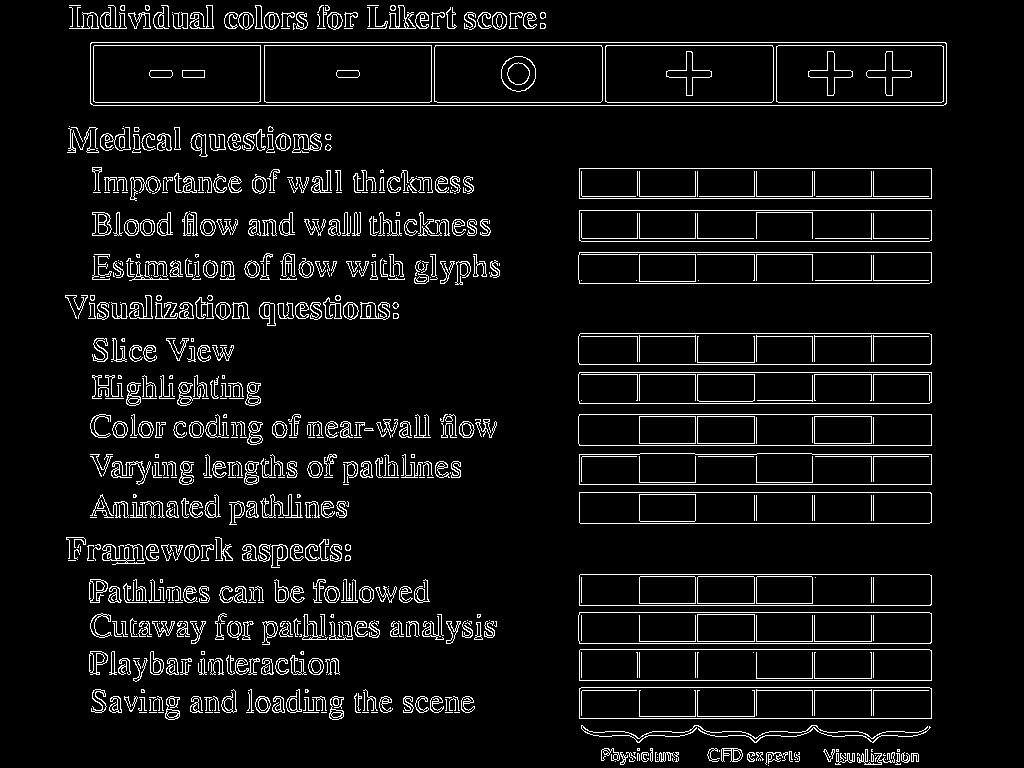 Individual colors for Likert score:
-- - O + ++
Medical questions:
Importance of wall thickness
Blood flow and wall thickness
Estimation of flow with glyphs
Visualization questions:
Slice View
Highlighting
Color coding of near-wall flow
Varying lengths of pathlines
Animated pathlines
Framework aspects:
Pathlines can be followed
Cutaway for pathlines analysis
Playbar interaction
Saving and loading the scene
Physicians CFD experts Visualization